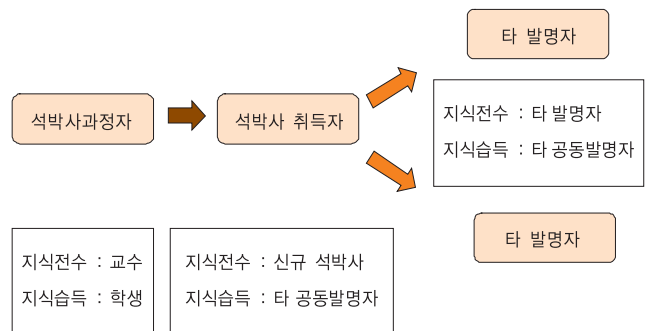 타 발명자
석박사과정자
석박사 취득자
지식전수 : 타 발명자
지식습득 : 타 공동발명자
타 발명자
지식전수 : 교수
지식습득 : 학생
지식전수 : 신규 석박사
지식습득 : 타 공동발명자